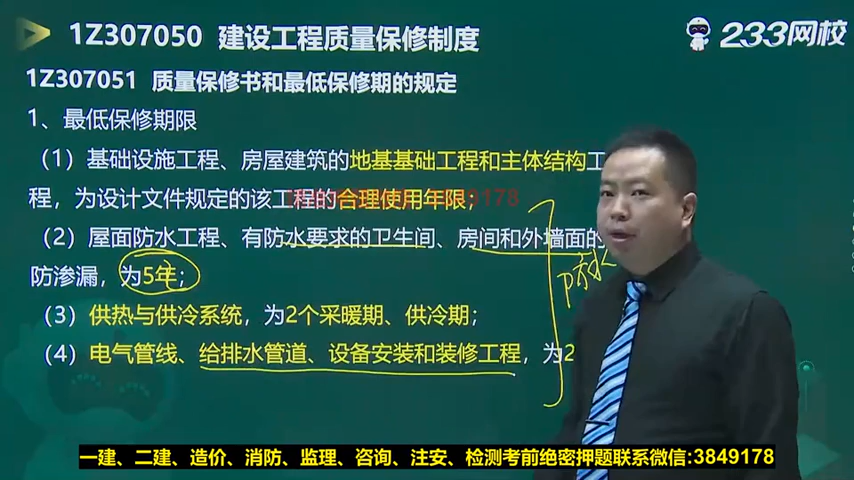 1Z307050 建设工程质量保修制度
233网校
1Z307051 质量保修书和最低保修期的规定
1、最低保修期限
（1）基础设施工程、房屋建筑的地基基础工程和主体结构工
程，为设计文件规定的该工程的合理使用年限；
（2）屋面防水工程、有防水要求的卫生间、房间和外墙面的
防渗漏，为5年；
（3）供热与供冷系统，为2个采暖期、供冷期；
（4）电气管线、给排水管道、设备安装和装修工程，为2
一建、二建、造价、消防、监理、咨询、注安、检测考前绝密押题联系微信:3849178